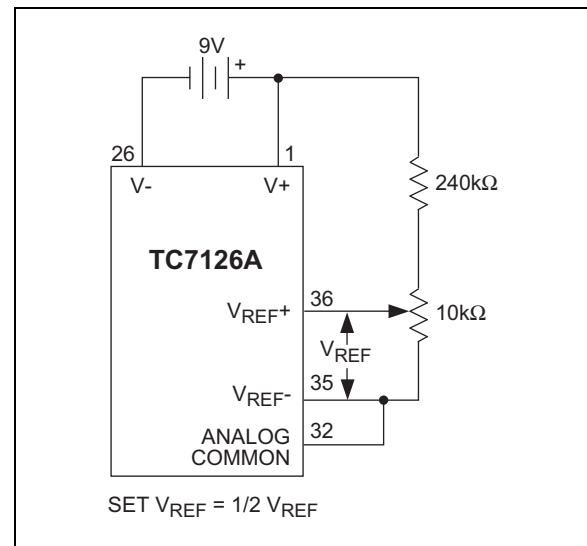 9V
+
26
1
V-
V+
240kΩ
TC7126A
36
VREF+
10kΩ
VREF
35
VREF-
32
ANALOG
COMMON
SET VREF = 1/2 VREF